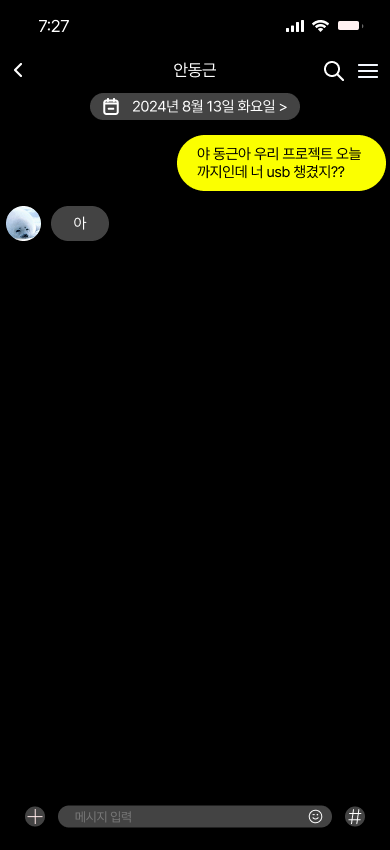 7:27
안동근
2024년 8월 13일 화요일 >
야 동근아 우리 프로젝트 오늘
까지인데 너 usb 챙겼지??
아
메시지 입력